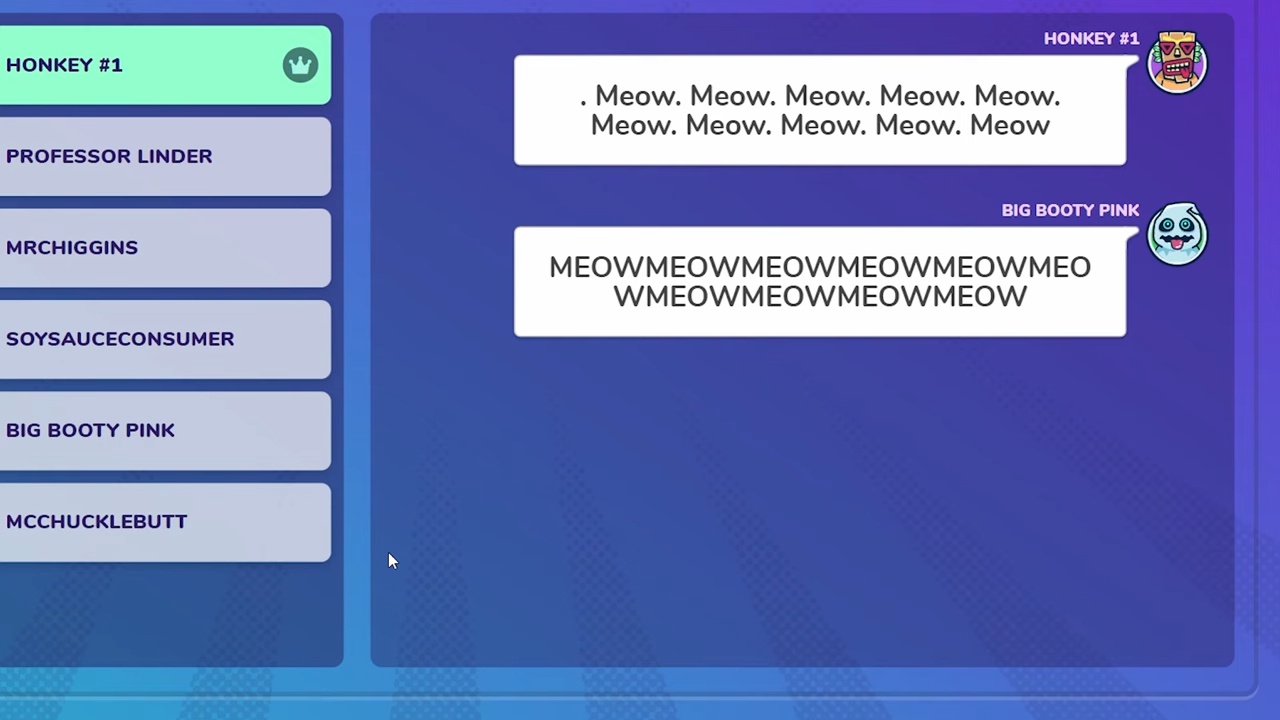 HONKEY #1
PROFESSOR LINDER
MRCHIGGINS
SOYSAUCECONSUMER
BIG BOOTY PINK
MCCHUCKLEBUTT
HONKEY #1
. Meow. Meow. Meow. Meow. Meow.
Meow. Meow. Meow. Meow. Meow
BIG BOOTY PINK
MEOWMEOWMEOWMEOWMEOWMEO
WMEOWMEOWMEOWMEOW